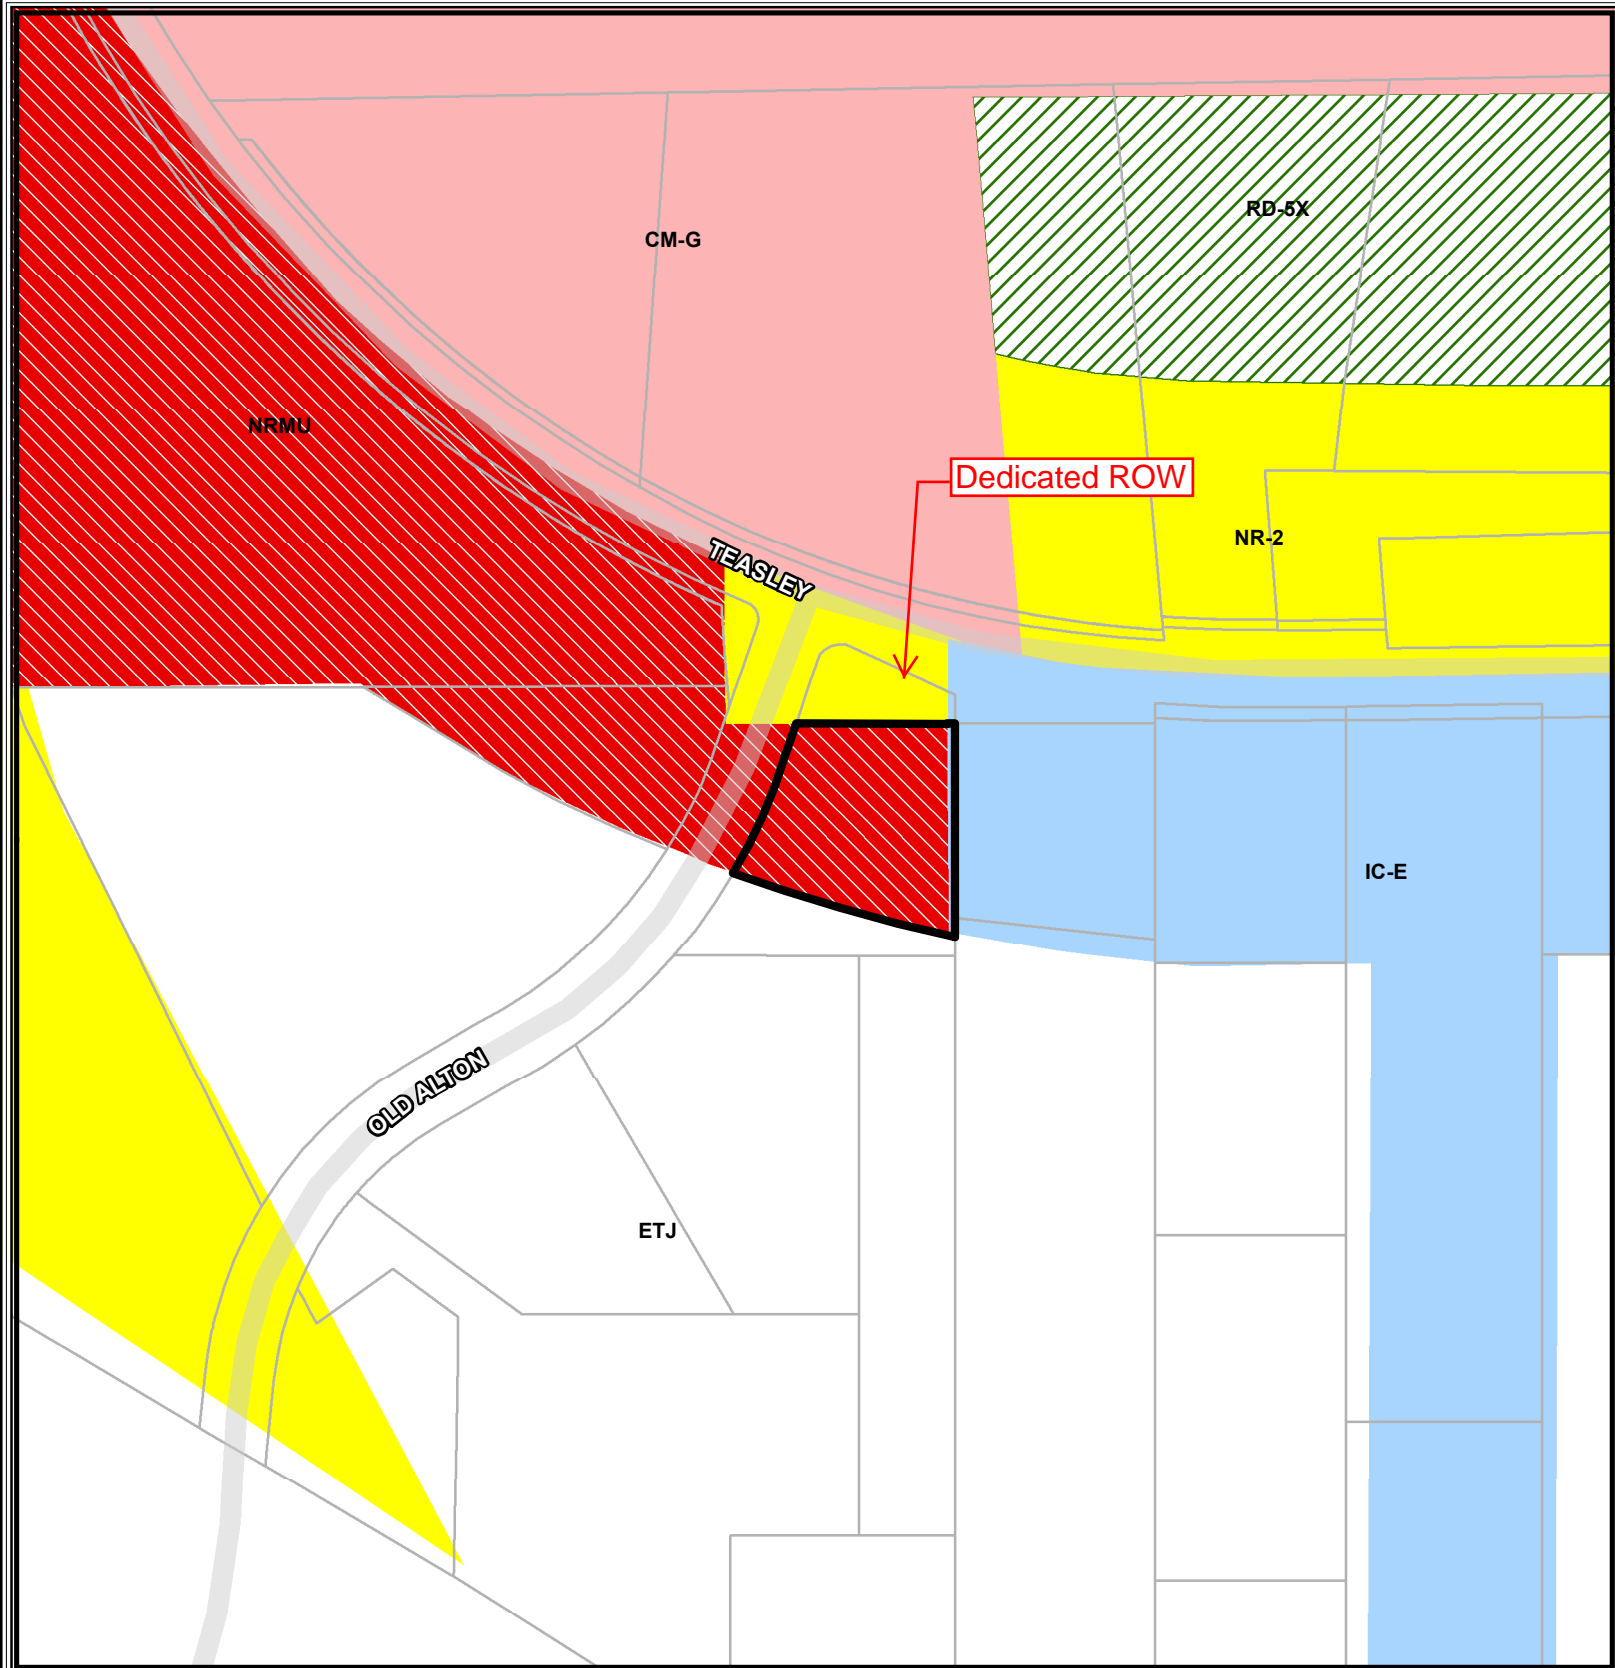 RD-5X
CM-G
NRMU
Dedicated ROW
NR-2
TEASLEY
IC-E
OLD ALTON
ETJ